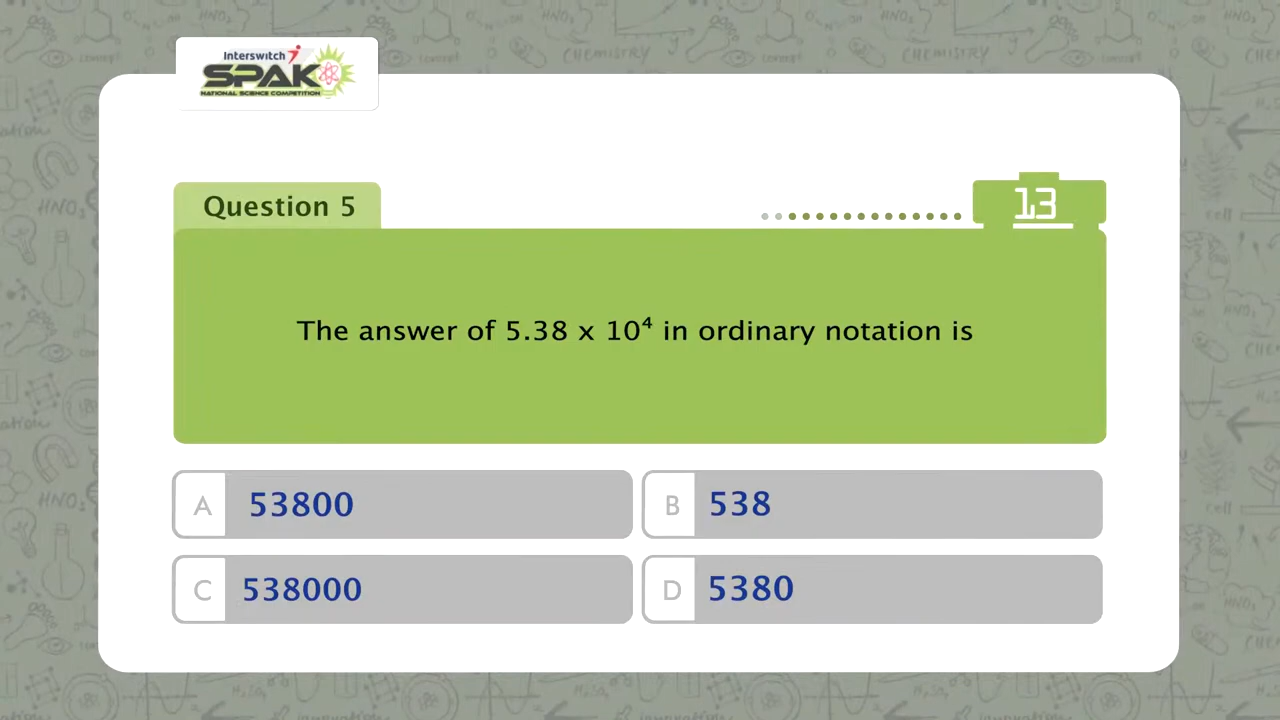 Interswitch
SPAK
NATIONAL SCIENCE COMPETITION
Question 5
13
The answer of 5.38 x 10⁴ in ordinary notation is
A 53800
B 538
C 538000
D 5380